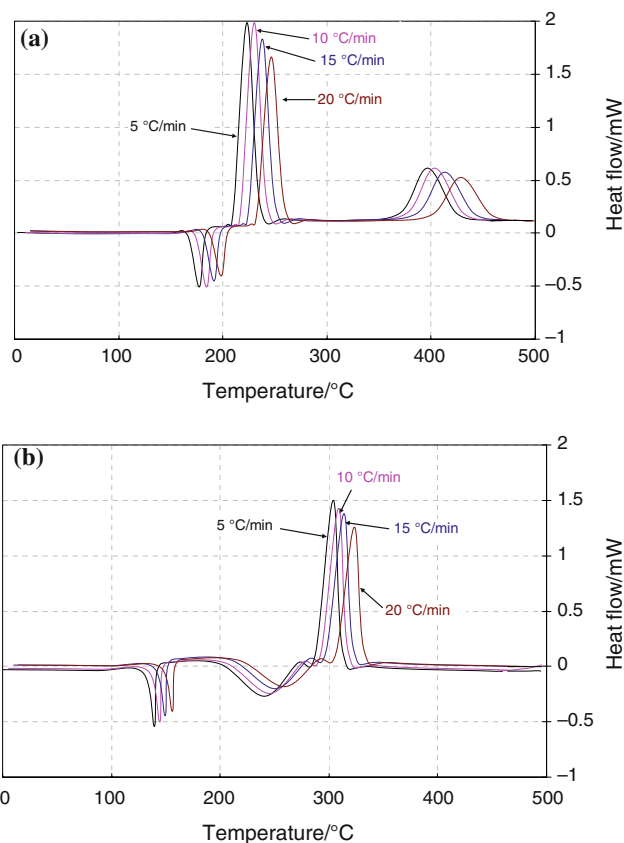 (a)
10 °C/min
15 °C/min
20 °C/min
5 °C/min
2
1.5
1
0.5
0
−0.5
−1
Heat flow/mW
0 100 200 300 400 500
Temperature/°C
(b)
10 °C/min
5 °C/min
15 °C/min
20 °C/min
2
1.5
1
0.5
0
−0.5
−1
Heat flow/mW
00 100 200 300 400 500
Temperature/°C